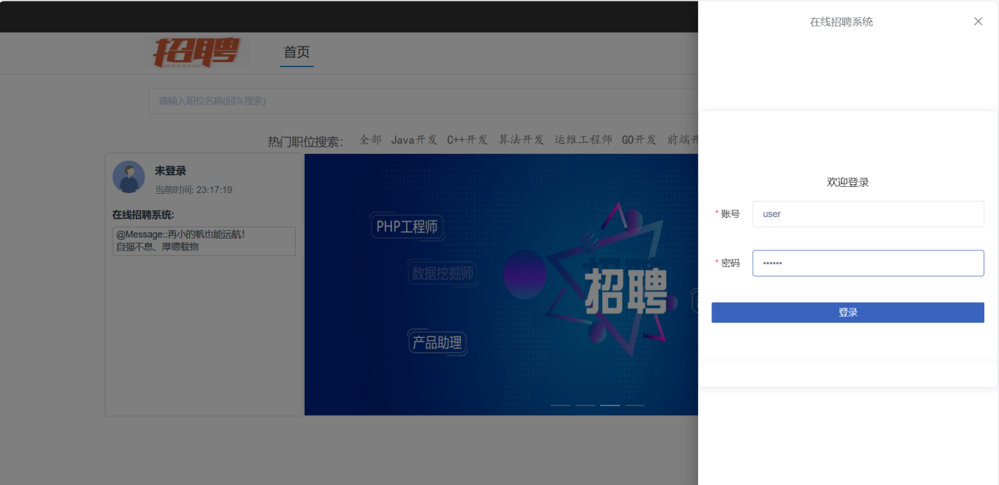 在线招聘系统
招聘
首页
请输入职位名称(回车搜索)
热门职位搜索： 全部 Java开发 C++开发 算法开发 运维工程师 GO开发 前端
未登录
当前时间: 23:17:19
在线招聘系统:
@Message::再小的帆也能远航！
自强不息、厚德载物
PHP工程师
数据挖掘师
招聘
产品助理
欢迎登录
* 账号 user
* 密码 ••••••
登录